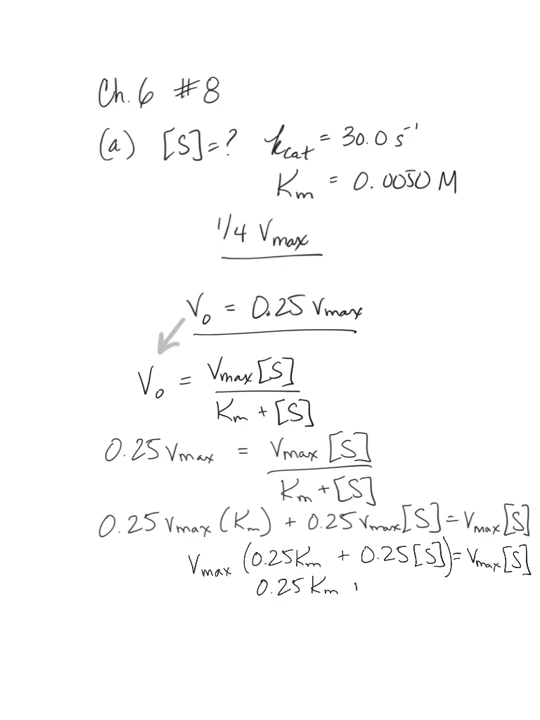 Ch. 6 #8
(a) [S]=? kcat = 30.0 s⁻¹
Km = 0.0050 M
1/4 Vmax
V₀ = 0.25 Vmax
V₀ = Vmax [S] / Km + [S]
0.25 Vmax = Vmax [S] / Km + [S]
0.25 Vmax (Km) + 0.25 Vmax [S] = Vmax [S]
Vmax (0.25 Km + 0.25 [S]) = Vmax [S]
0.25 Km